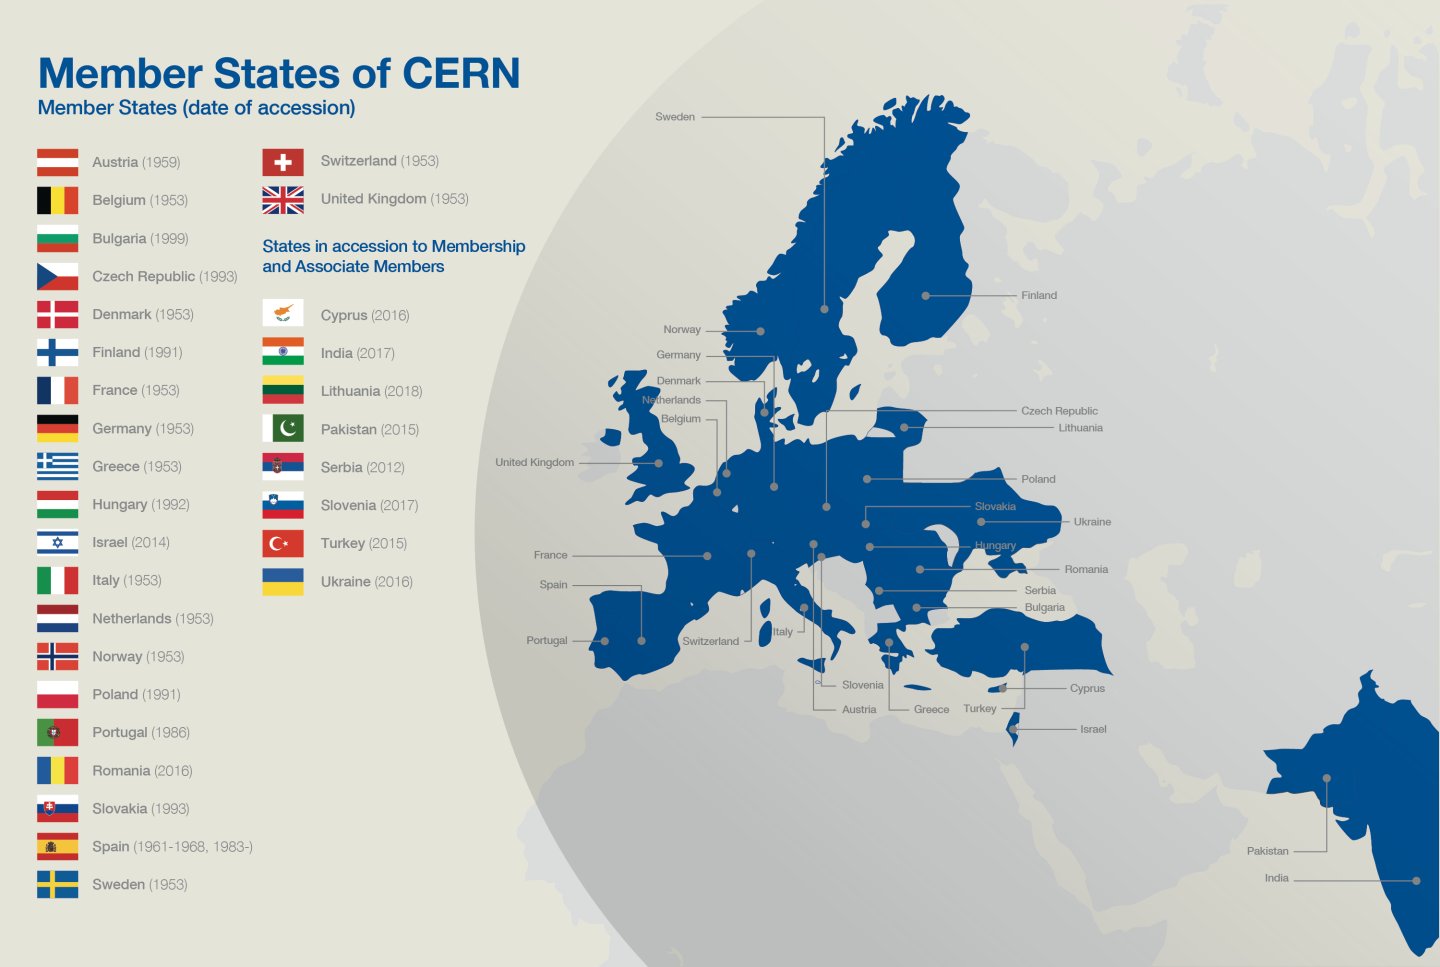 Member States of CERN
Member States (date of accession)
Austria (1959)
Belgium (1953)
Bulgaria (1999)
Czech Republic (1993)
Denmark (1953)
Finland (1991)
France (1953)
Germany (1953)
Greece (1953)
Hungary (1992)
Israel (2014)
Italy (1953)
Netherlands (1953)
Norway (1953)
Poland (1991)
Portugal (1986)
Romania (2016)
Slovakia (1993)
Spain (1961-1968, 1983-)
Sweden (1953)
Switzerland (1953)
United Kingdom (1953)
States in accession to Membership
and Associate Members
Cyprus (2016)
India (2017)
Lithuania (2018)
Pakistan (2015)
Serbia (2012)
Slovenia (2017)
Turkey (2015)
Ukraine (2016)
Sweden
Finland
Norway
Germany
Denmark
Netherlands
Belgium
Czech Republic
Lithuania
United Kingdom
Poland
Slovakia
Ukraine
Hungary
France
Romania
Spain
Serbia
Bulgaria
Portugal
Switzerland
Italy
Slovenia
Cyprus
Austria
Greece
Turkey
Israel
Pakistan
India